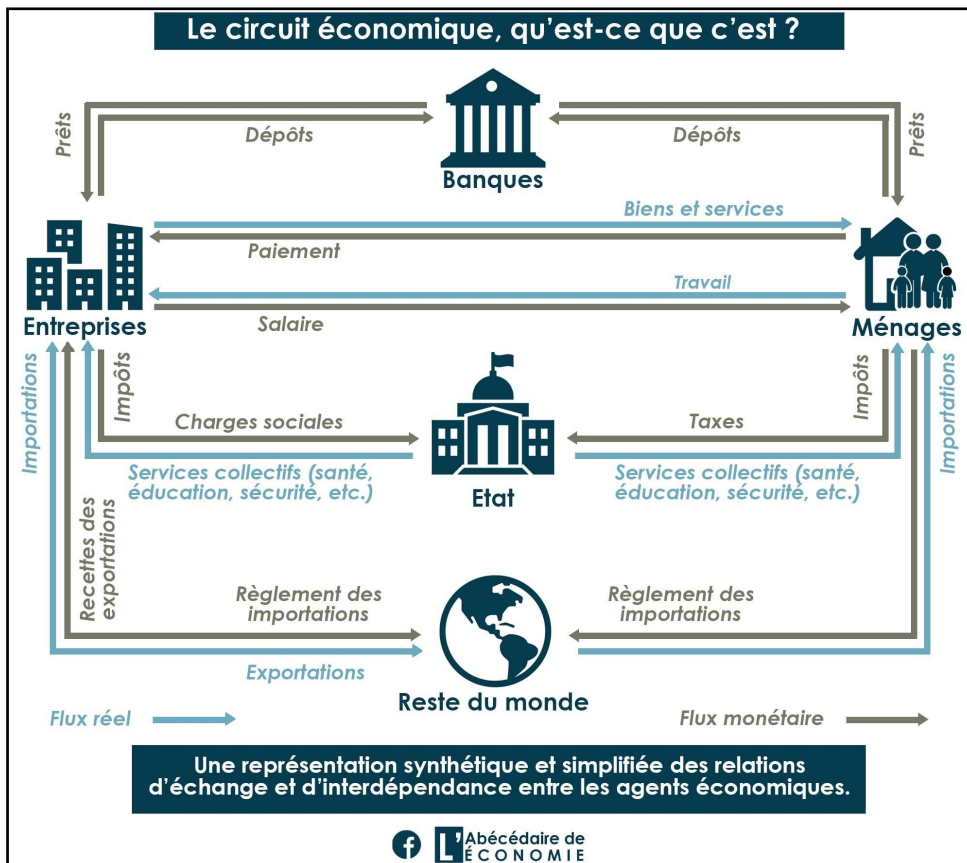 Le circuit économique, qu'est-ce que c'est ?
Prêts
Dépôts
Banques
Dépôts
Prêts
Biens et services
Paiement
Travail
Salaire
Entreprises
Ménages
Importations
Impôts
Charges sociales
Taxes
Impôts
Importations
Services collectifs (santé,
éducation, sécurité, etc.)
Etat
Services collectifs (santé,
éducation, sécurité, etc.)
Recettes des
exportations
Règlement des
importations
Règlement des
importations
Exportations
Reste du monde
Flux réel
Flux monétaire
Une représentation synthétique et simplifiée des relations
d'échange et d'interdépendance entre les agents économiques.
L'Abécédaire de
ÉCONOMIE